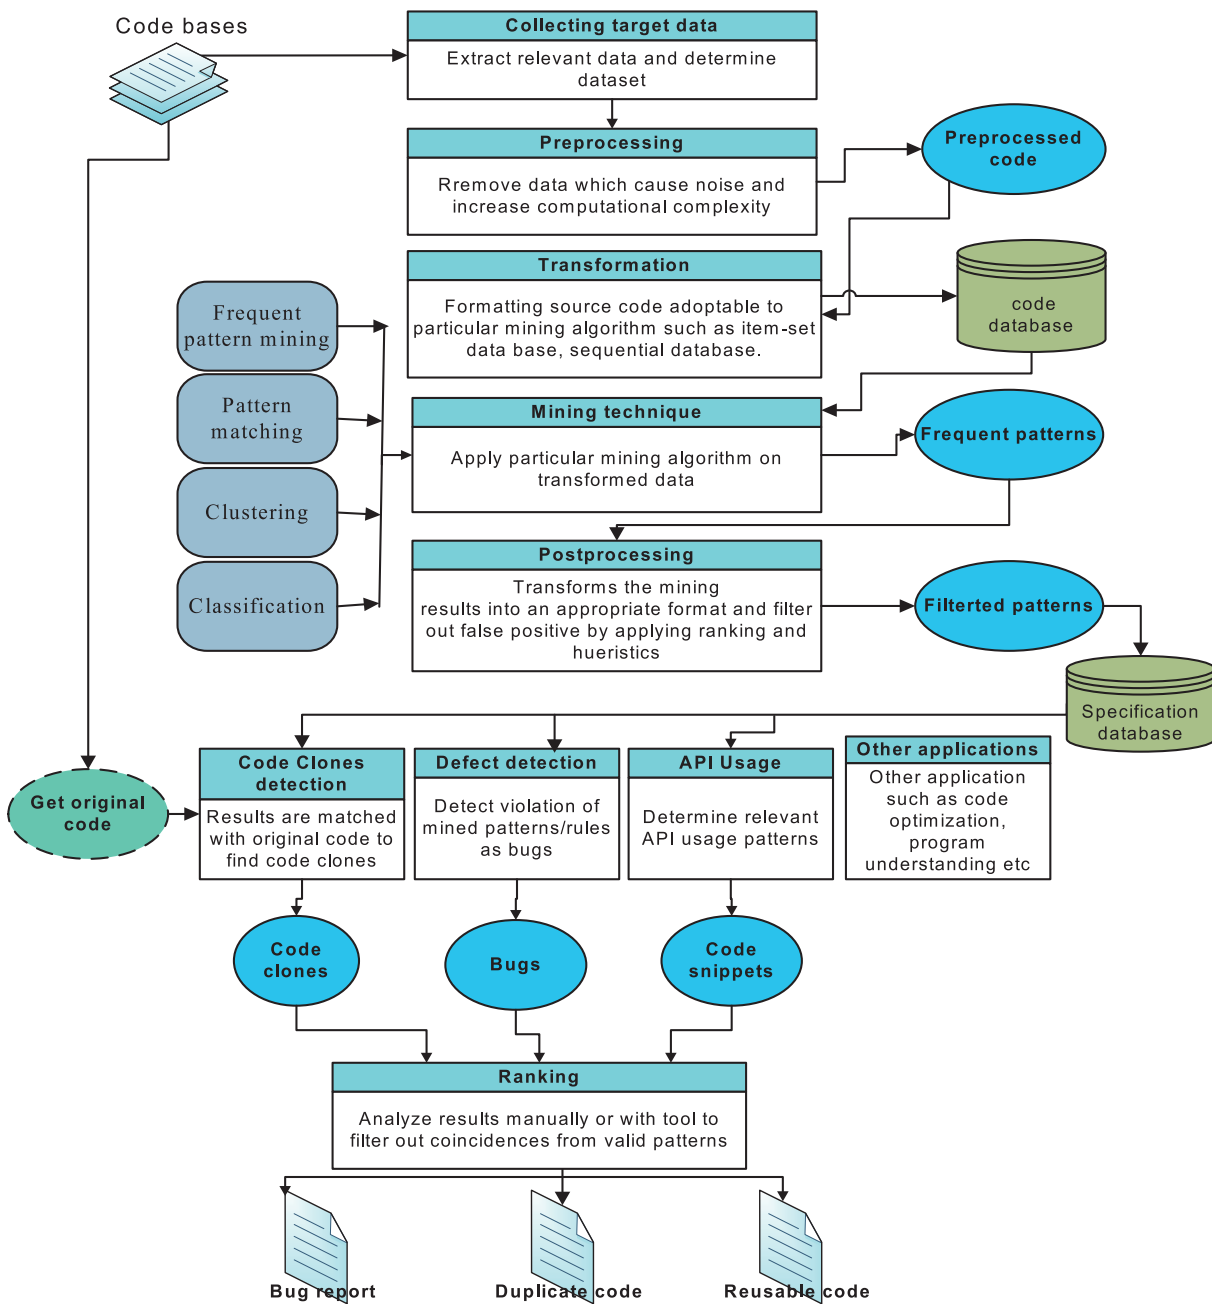 Code bases
Collecting target data
Extract relevant data and determine
dataset
Preprocessing
Rremove data which cause noise and
increase computational complexity
Preprocessed
code
Transformation
Formatting source code adoptable to
particular mining algorithm such as item-set
data base, sequential database.
code
database
Frequent
pattern mining
Pattern
matching
Clustering
Classification
Mining technique
Apply particular mining algorithm on
transformed data
Frequent patterns
Postprocessing
Transforms the mining
results into an appropriate format and filter
out false positive by applying ranking and
hueristics
Filterted patterns
Specification
database
Get original
code
Code Clones
detection
Results are matched
with original code to
find code clones
Defect detection
Detect violation of
mined patterns/rules
as bugs
API Usage
Determine relevant
API usage patterns
Other applications
Other application
such as code
optimization,
program
understanding etc
Code
clones
Bugs
Code
snippets
Ranking
Analyze results manually or with tool to
filter out coincidences from valid patterns
Bug report
Duplicate code
Reusable code